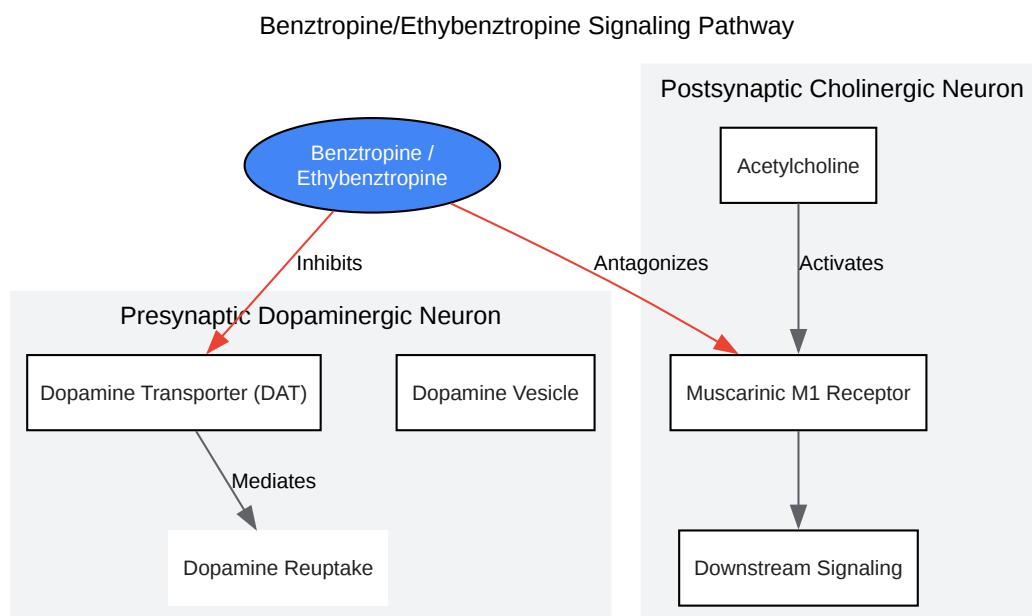 Benztropine/Ethybenztropine Signaling Pathway
Postsynaptic Cholinergic Neuron
Benztropine /
Ethybenztropine
Acetylcholine
Inhibits
Antagonizes
Activates
Presynaptic Dopaminergic Neuron
Dopamine Transporter (DAT)
Dopamine Vesicle
Muscarinic M1 Receptor
Mediates
Dopamine Reuptake
Downstream Signaling